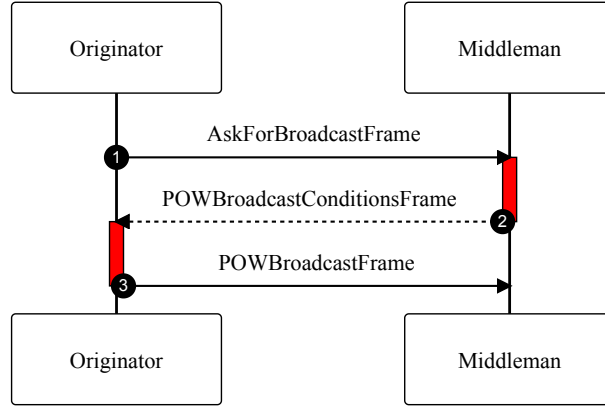 Originator
Middleman
AskForBroadcastFrame
1
POWBroadcastConditionsFrame
2
POWBroadcastFrame
3
Originator
Middleman